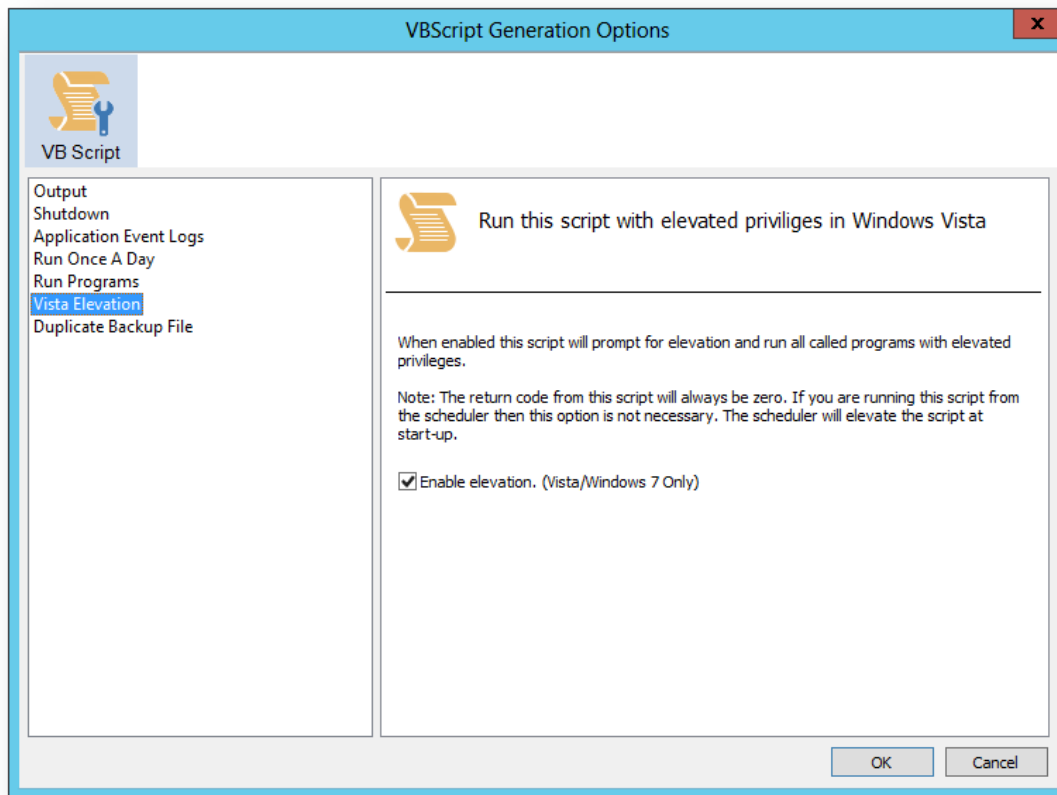 VBScript Generation Options
x
VB Script
Output
Shutdown
Application Event Logs
Run Once A Day
Run Programs
Vista Elevation
Duplicate Backup File
Run this script with elevated priviliges in Windows Vista
When enabled this script will prompt for elevation and run all called programs with elevated
privileges.
Note: The return code from this script will always be zero. If you are running this script from
the scheduler then this option is not necessary. The scheduler will elevate the script at
start-up.
Enable elevation. (Vista/Windows 7 Only)
OK
Cancel